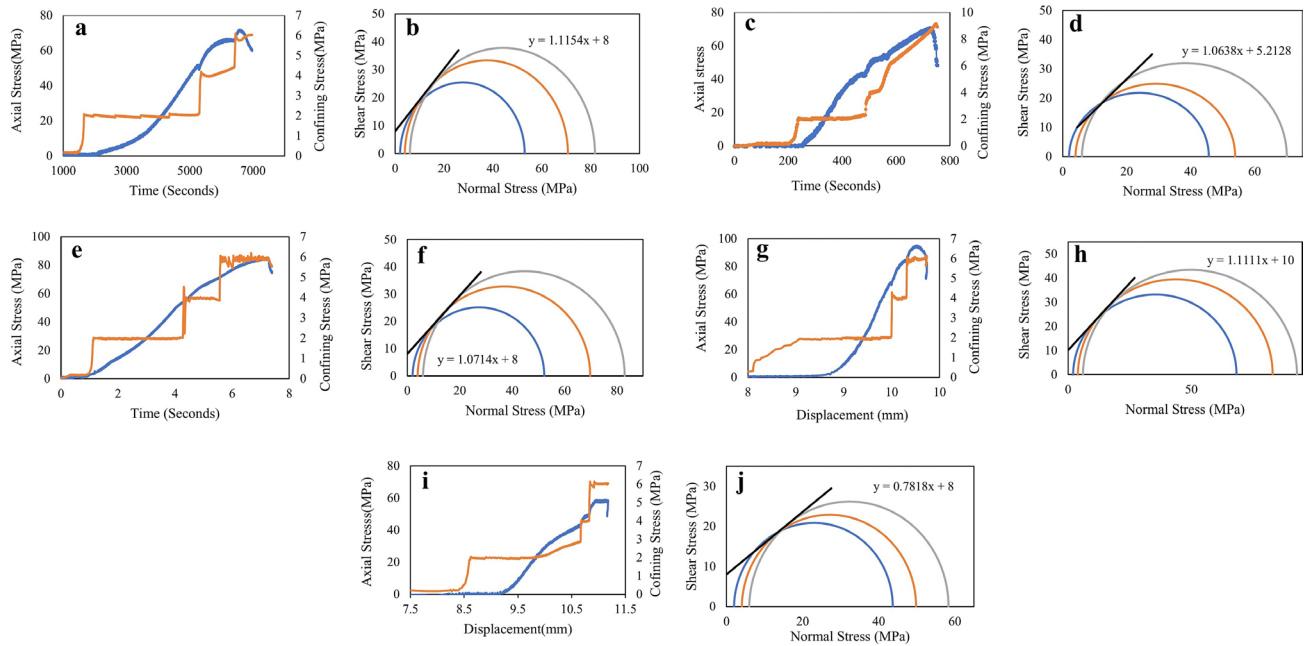 a
Axial Stress(MPa)
80
60
40
20
0
1000 3000 5000 7000
Time (Seconds)
7
6
5
4
3
2
1
0
Confining Stress(MPa)
b
Shear Stress (MPa)
50
40
30
20
10
0
0 20 40 60 80 100
Normal Stress (MPa)
y = 1.1154x + 8
c
Axial stress
80
70
60
50
40
30
20
10
0
0 200 400 600 800
Time (Seconds)
10
8
6
4
2
0
Confining Stress (MPa)
d
Shear Stress (MPa)
50
40
30
20
10
0
0 20 40 60
Normal Stress (MPa)
y = 1.0638x + 5.2128
e
Axial Stress (MPa)
100
80
60
40
20
0
0 2 4 6 8
Time (Seconds)
7
6
5
4
3
2
1
0
Confining Stress (MPa)
f
Shear Stress (MPa)
50
40
30
20
10
0
0 20 40 60 80
Normal Stress (MPa)
y = 1.0714x + 8
g
Axial Stress (MPa)
100
80
60
40
20
0
8 9 9 10 10
Displacement (mm)
7
6
5
4
3
2
1
0
Confining Stress (MPa)
h
Shear Stress (MPa)
50
40
30
20
10
0
0 50
Normal Stress (MPa)
y = 1.1111x + 10
i
Axial Stresss(MPa)
80
60
40
20
0
7.5 8.5 9.5 10.5 11.5
Displacement(mm)
7
6
5
4
3
2
1
0
Cofining Stress (MPa)
j
Shear Stress (MPa)
30
20
10
0
0 20 40 60
Normal Stress (MPa)
y = 0.7818x + 8